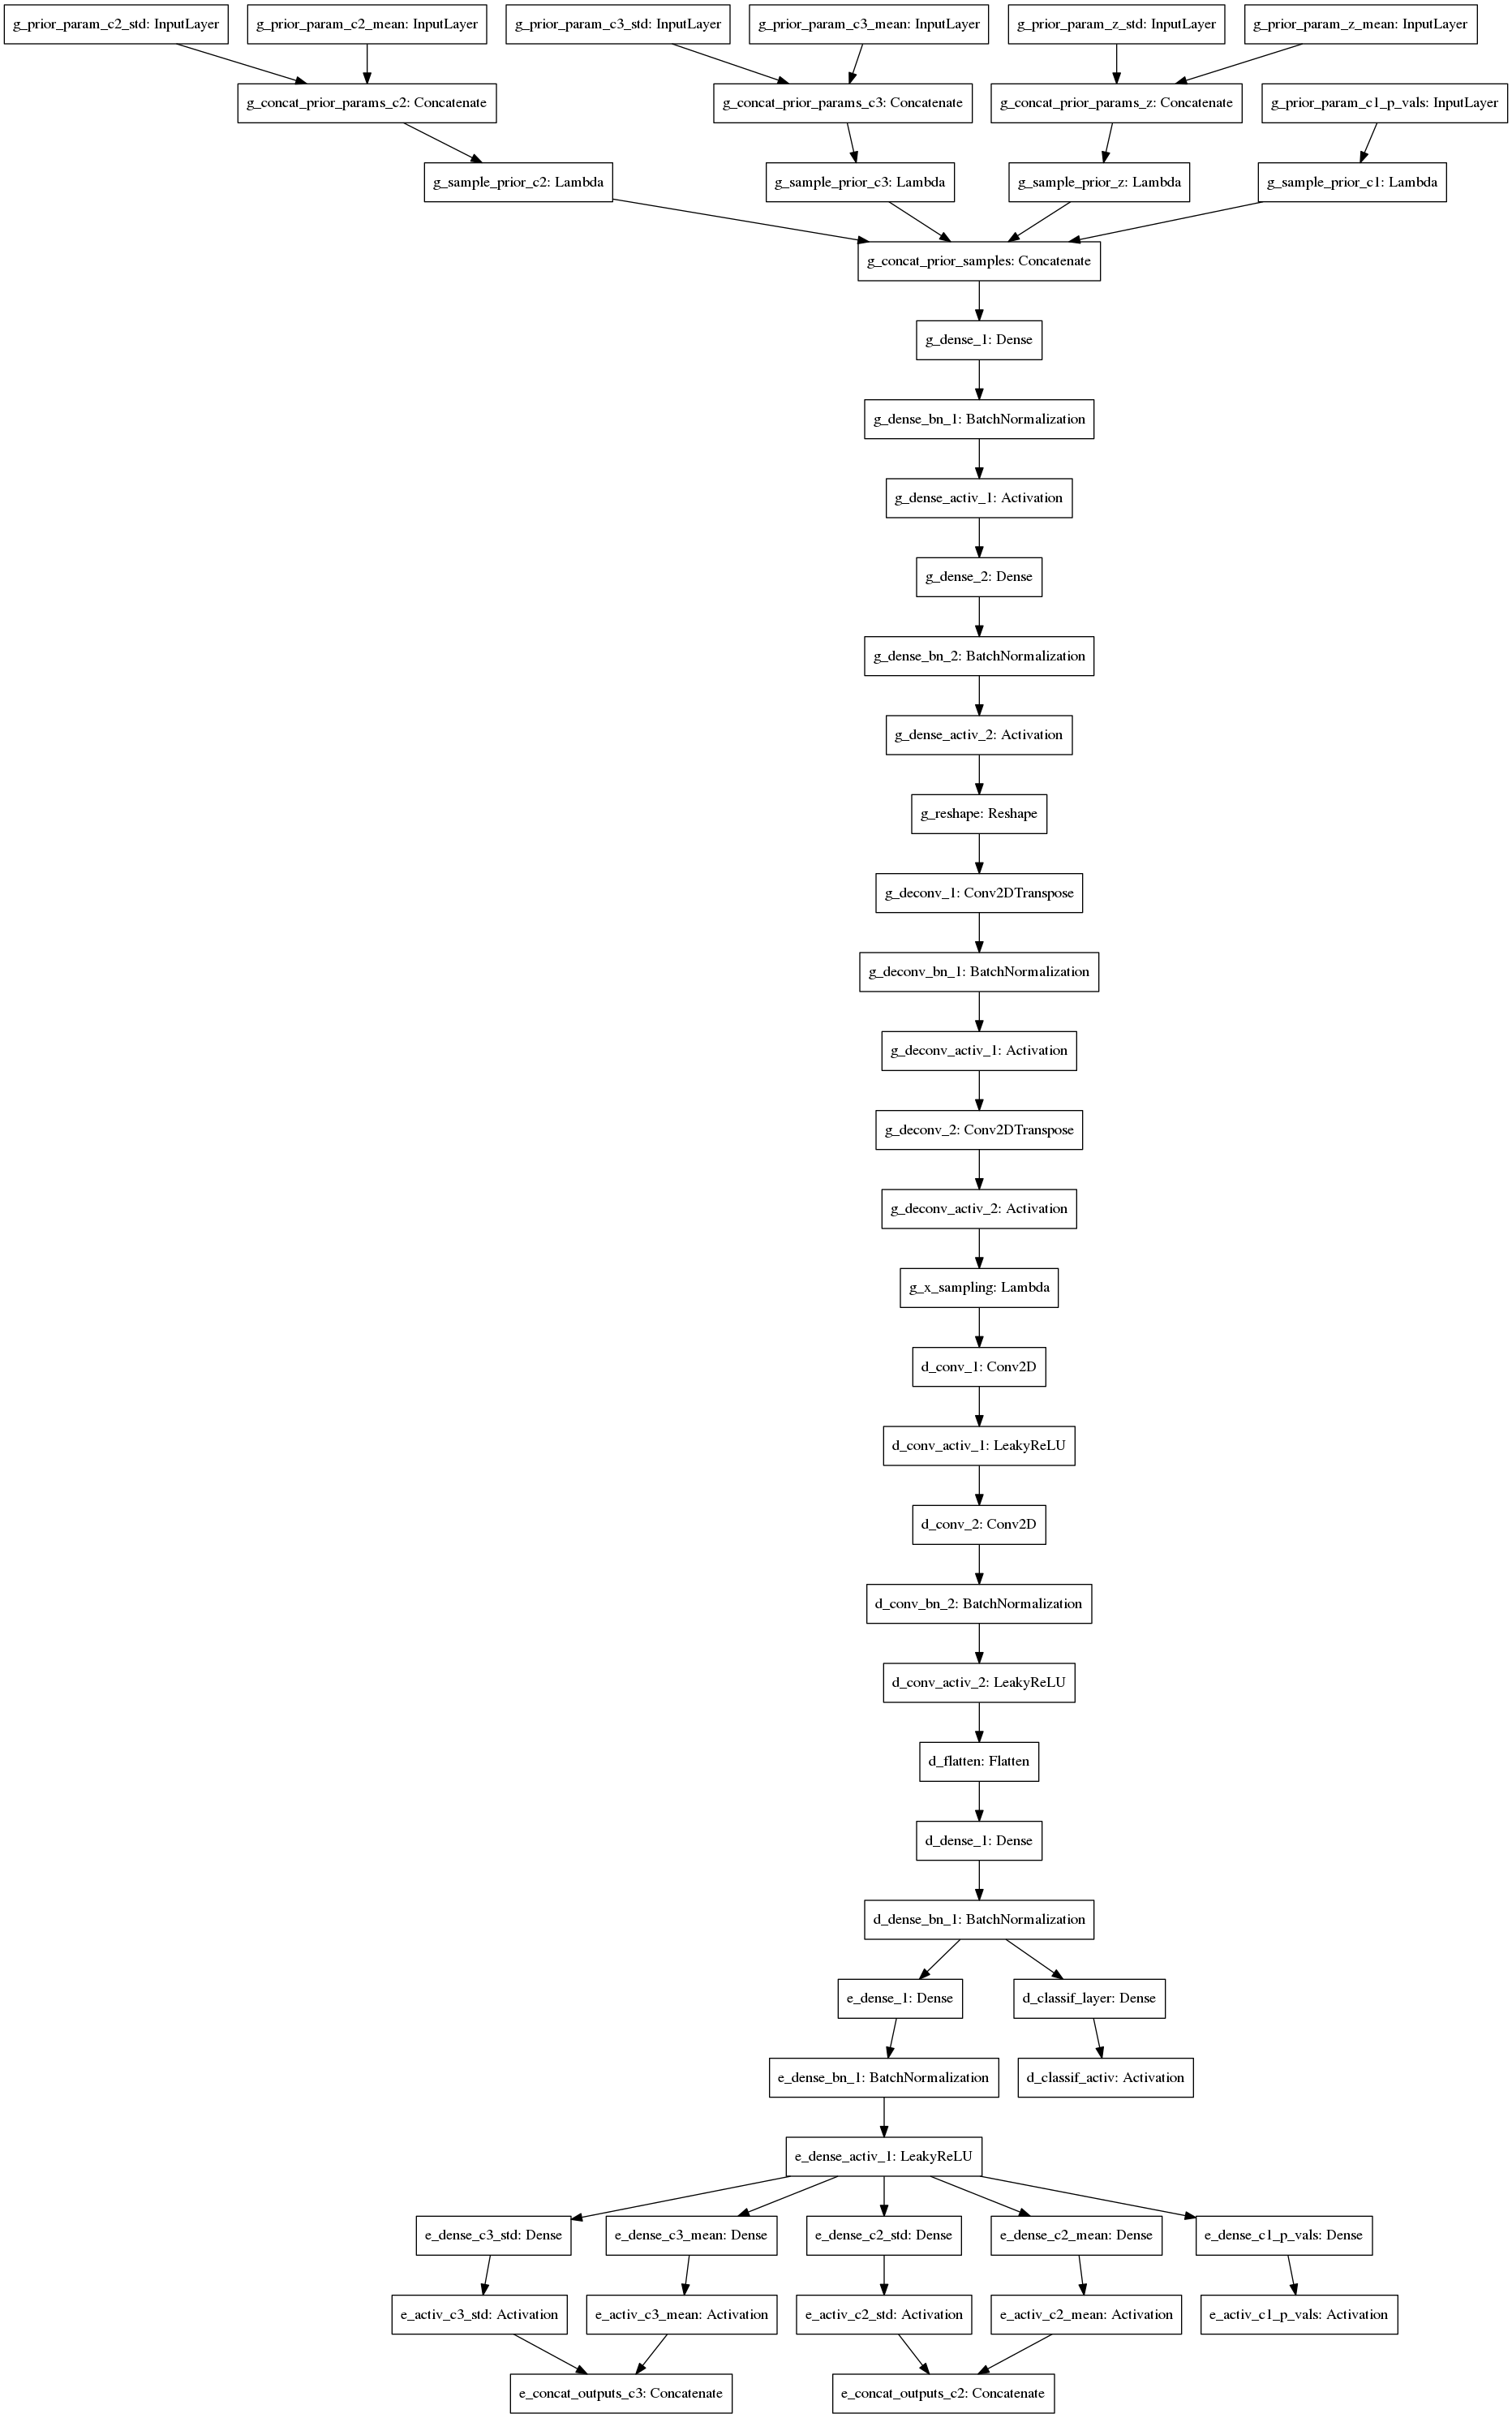 g_prior_param_c2_std: InputLayer
g_prior_param_c2_mean: InputLayer
g_prior_param_c3_std: InputLayer
g_prior_param_c3_mean: InputLayer
g_prior_param_z_std: InputLayer
g_prior_param_z_mean: InputLayer
g_concat_prior_params_c2: Concatenate
g_concat_prior_params_c3: Concatenate
g_concat_prior_params_z: Concatenate
g_prior_param_c1_p_vals: InputLayer
g_sample_prior_c2: Lambda
g_sample_prior_c3: Lambda
g_sample_prior_z: Lambda
g_sample_prior_c1: Lambda
g_concat_prior_samples: Concatenate
g_dense_1: Dense
g_dense_bn_1: BatchNormalization
g_dense_activ_1: Activation
g_dense_2: Dense
g_dense_bn_2: BatchNormalization
g_dense_activ_2: Activation
g_reshape: Reshape
g_deconv_1: Conv2DTranspose
g_deconv_bn_1: BatchNormalization
g_deconv_activ_1: Activation
g_deconv_2: Conv2DTranspose
g_deconv_activ_2: Activation
g_x_sampling: Lambda
d_conv_1: Conv2D
d_conv_activ_1: LeakyReLU
d_conv_2: Conv2D
d_conv_bn_2: BatchNormalization
d_conv_activ_2: LeakyReLU
d_flatten: Flatten
d_dense_1: Dense
d_dense_bn_1: BatchNormalization
e_dense_1: Dense
d_classif_layer: Dense
e_dense_bn_1: BatchNormalization
d_classif_activ: Activation
e_dense_activ_1: LeakyReLU
e_dense_c3_std: Dense
e_dense_c3_mean: Dense
e_dense_c2_std: Dense
e_dense_c2_mean: Dense
e_dense_c1_p_vals: Dense
e_activ_c3_std: Activation
e_activ_c3_mean: Activation
e_activ_c2_std: Activation
e_activ_c2_mean: Activation
e_activ_c1_p_vals: Activation
e_concat_outputs_c3: Concatenate
e_concat_outputs_c2: Concatenate